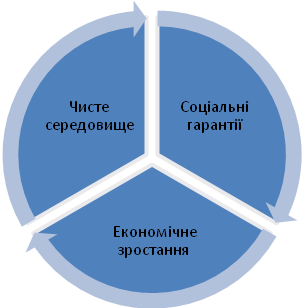 Чисте
середовище
Соціальні
гарантії
Економічне
зростання